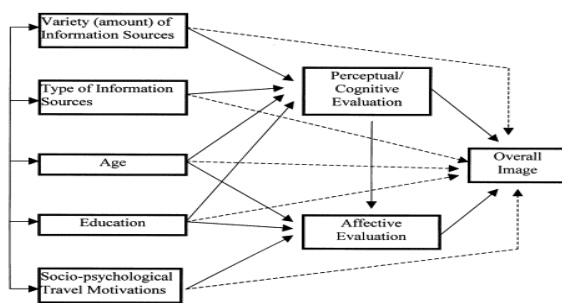 Variety (amount) of
Information Sources
Type of Information
Sources
Age
Education
Socio-psychological
Travel Motivations
Perceptual/
Cognitive Evaluation
Affective
Evaluation
Overall
Image